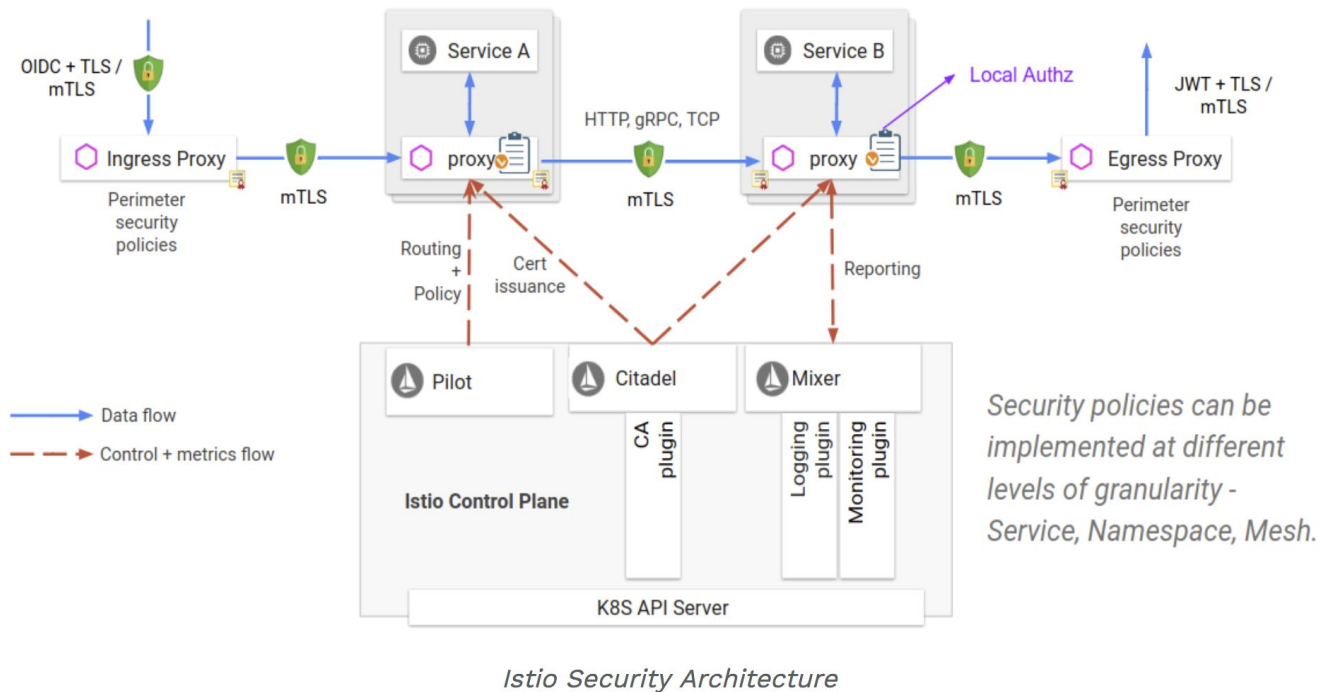 OIDC + TLS /
mTLS
Service A
Service B
Local Authz
JWT + TLS /
mTLS
HTTP, gRPC, TCP
Ingress Proxy
proxy
proxy
Egress Proxy
mTLS
mTLS
mTLS
Perimeter
security
policies
Perimeter
security
policies
Routing
+
Policy
Cert
issuance
Reporting
Pilot
Citadel
Mixer
Data flow
Control + metrics flow
CA
plugin
Logging
plugin
Monitoring
plugin
Istio Control Plane
K8S API Server
Security policies can be
implemented at different
levels of granularity -
Service, Namespace, Mesh.
Istio Security Architecture